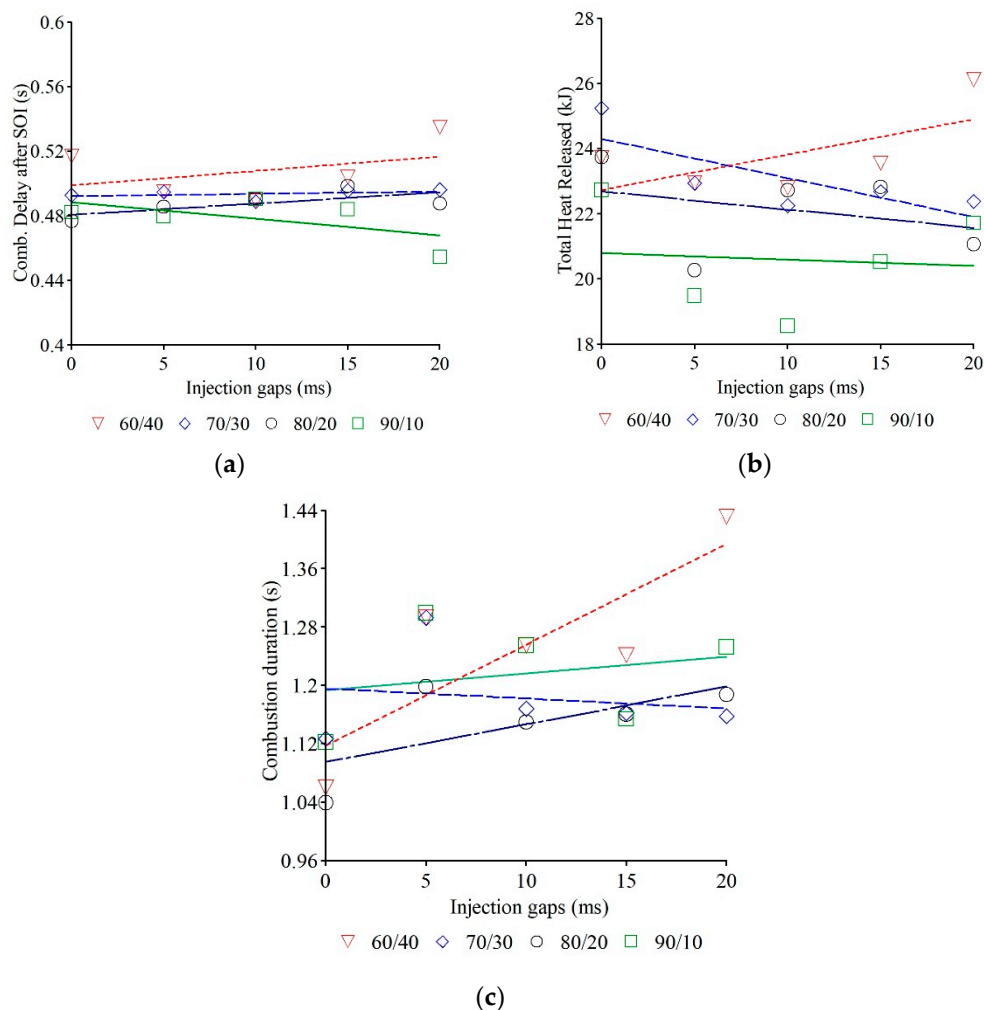 0.6
0.56
0.52
0.48
0.44
0.4
Comb. Delay after SOI (s)
0 5 10 15 20
Injection gaps (ms)
60/40 70/30 80/20 90/10
(a)
28
26
24
22
20
18
Total Heat Released (kJ)
0 5 10 15 20
Injection gaps (ms)
60/40 70/30 80/20 90/10
(b)
1.44
1.36
1.28
1.2
1.12
1.04
0.96
Combustion duration (s)
0 5 10 15 20
Injection gaps (ms)
60/40 70/30 80/20 90/10
(c)